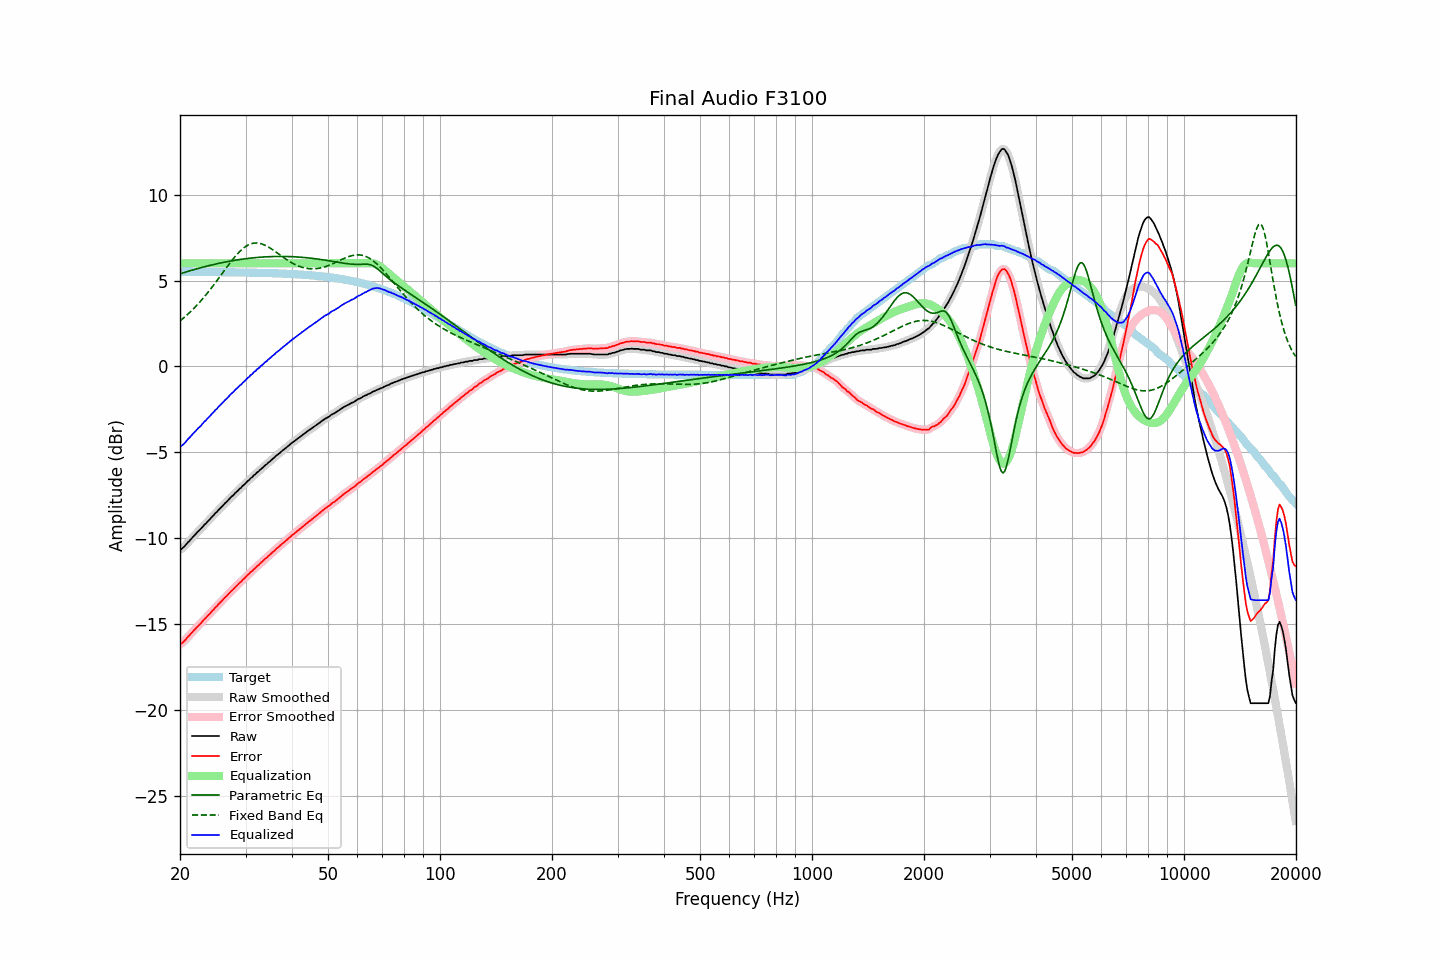 Final Audio F3100
Amplitude (dBr)
10
5
0
−5
−10
−15
−20
−25
Target
Raw Smoothed
Error Smoothed
Raw
Error
Equalization
Parametric Eq
Fixed Band Eq
Equalized
20 50 100 200 500 1000 2000 5000 10000 20000
Frequency (Hz)